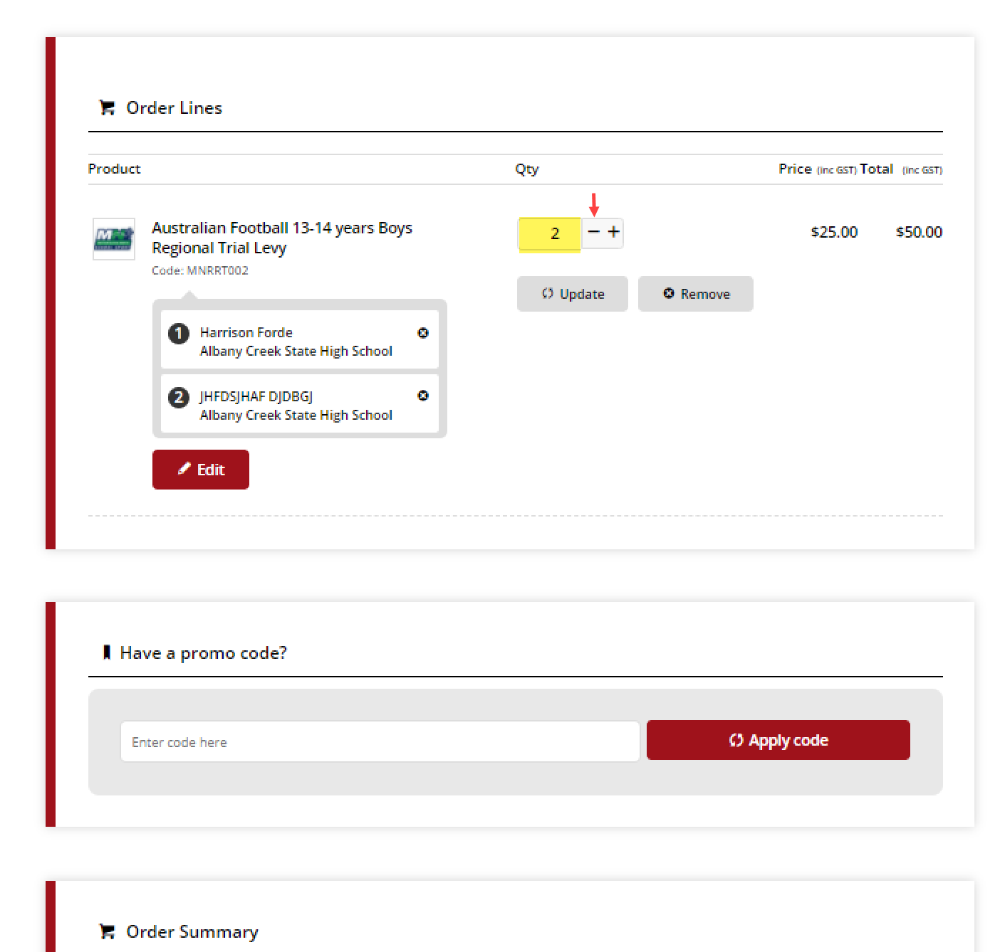 Order Lines
Product Qty Price (inc GST) Total (inc GST)
Australian Football 13-14 years Boys
Regional Trial Levy
Code: MNRRT002
2 − +
$25.00 $50.00
Update Remove
1 Harrison Forde
Albany Creek State High School
2 JHFDSJHAF DJDBGJ
Albany Creek State High School
Edit
Have a promo code?
Enter code here
Apply code
Order Summary